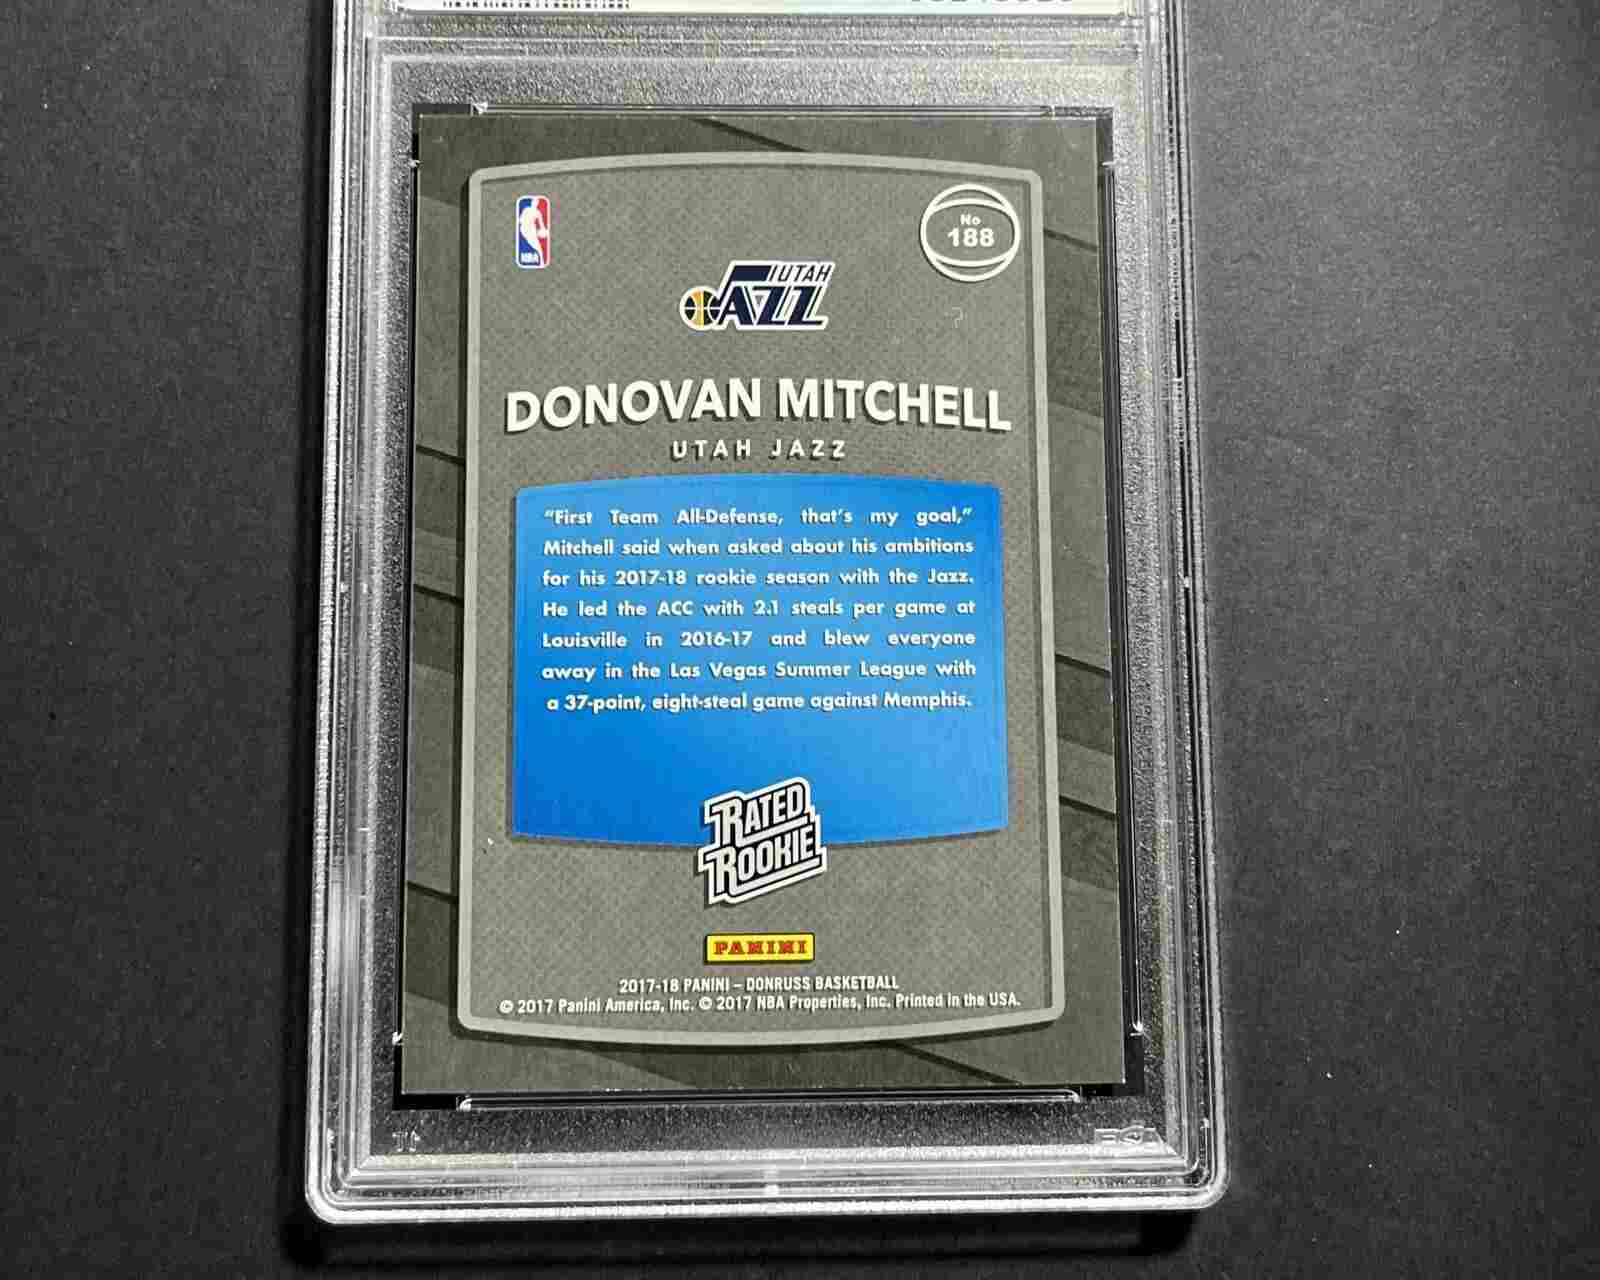 NBA
No
188
UTAH
JAZZ
DONOVAN MITCHELL
UTAH JAZZ
“First Team All-Defense, that’s my goal,”
Mitchell said when asked about his ambitions
for his 2017-18 rookie season with the Jazz.
He led the ACC with 2.1 steals per game at
Louisville in 2016-17 and blew everyone
away in the Las Vegas Summer League with
a 37-point, eight-steal game against Memphis.
RATED
ROOKIE
PANINI
2017-18 PANINI – DONRUSS BASKETBALL
© 2017 Panini America, Inc. © 2017 NBA Properties, Inc. Printed in the USA.
PSA